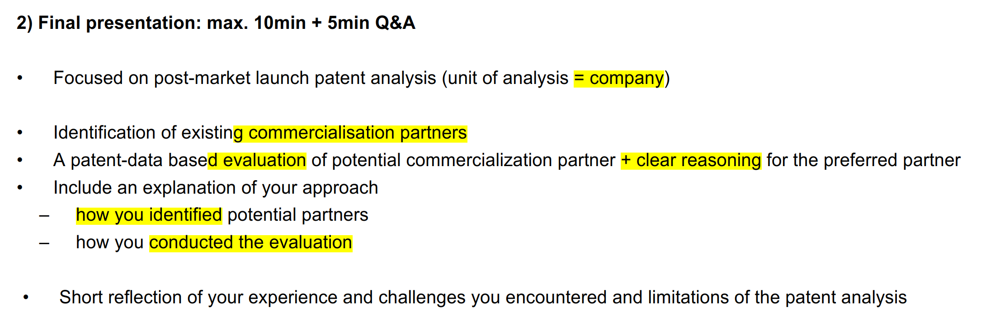 2) Final presentation: max. 10min + 5min Q&A
• Focused on post-market launch patent analysis (unit of analysis = company)
• Identification of existing commercialisation partners
• A patent-data based evaluation of potential commercialization partner + clear reasoning for the preferred partner
• Include an explanation of your approach
– how you identified potential partners
– how you conducted the evaluation
• Short reflection of your experience and challenges you encountered and limitations of the patent analysis